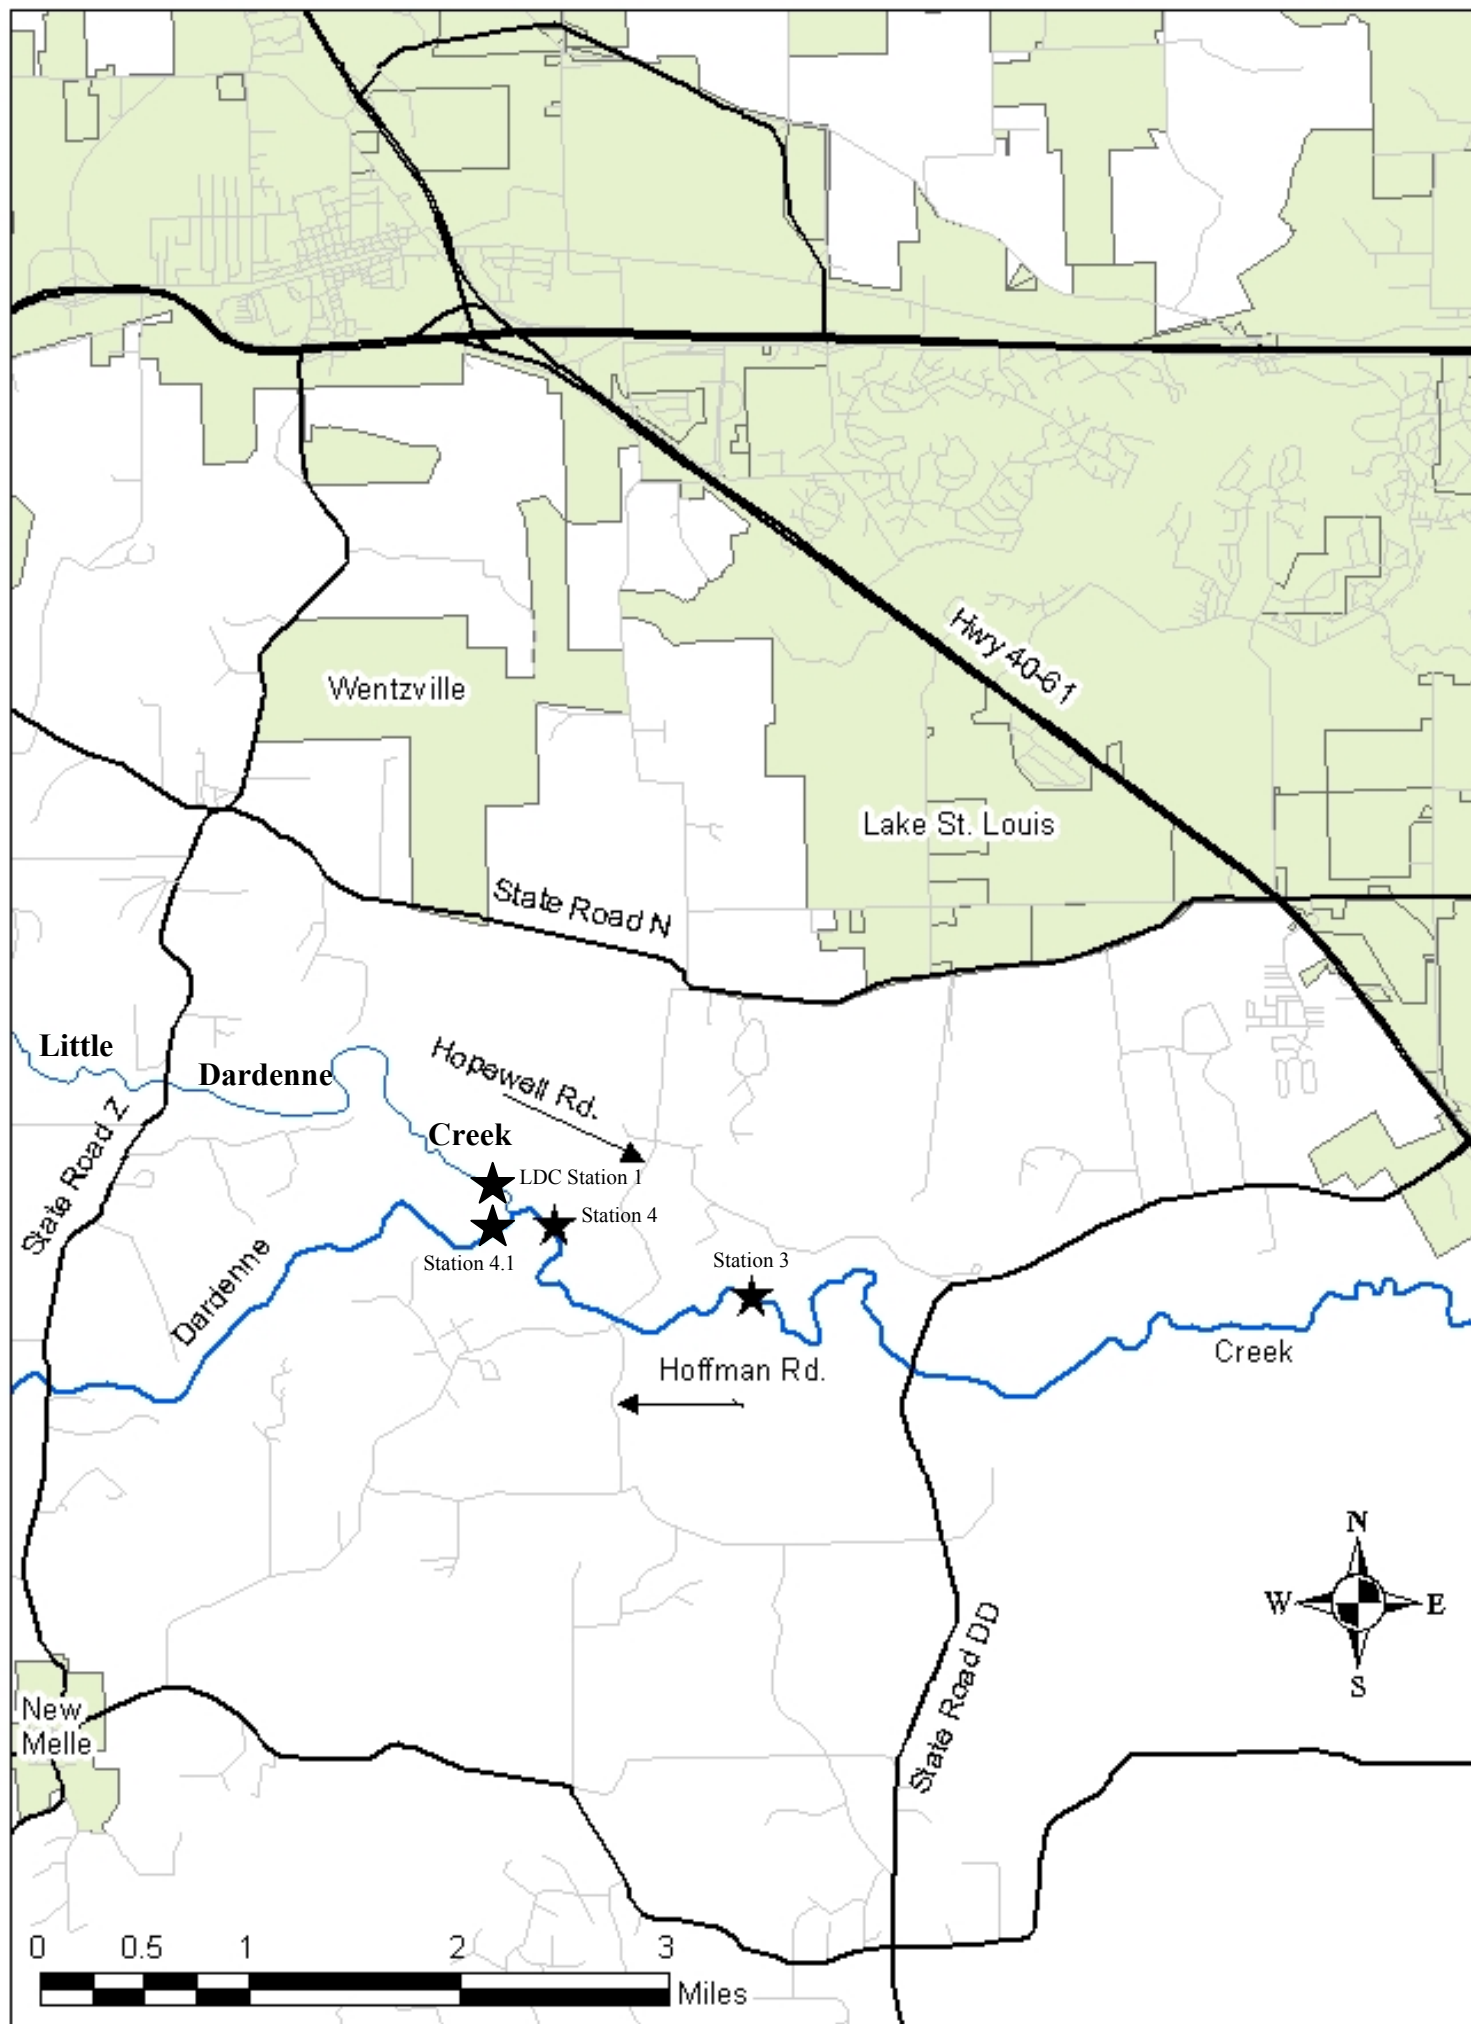 Hwy 40-61
Wentzville
Lake St. Louis
State Road N
Little
Dardenne
Hopewell Rd.
State Road Z
Creek
LDC Station 1
Station 4
Station 4.1
Dardenne
Station 3
Creek
Hoffman Rd.
N
W
E
S
State Road DD
New
Melle
0 0.5 1 2 3
Miles